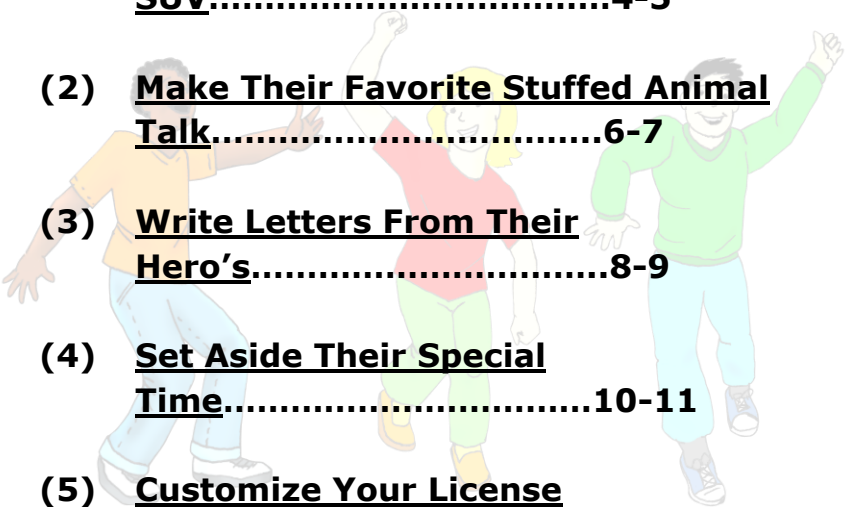 SUV....................................4-5
(2) Make Their Favorite Stuffed Animal
Talk...................................6-7
(3) Write Letters From Their
Hero’s................................8-9
(4) Set Aside Their Special
Time.................................10-11
(5) Customize Your License